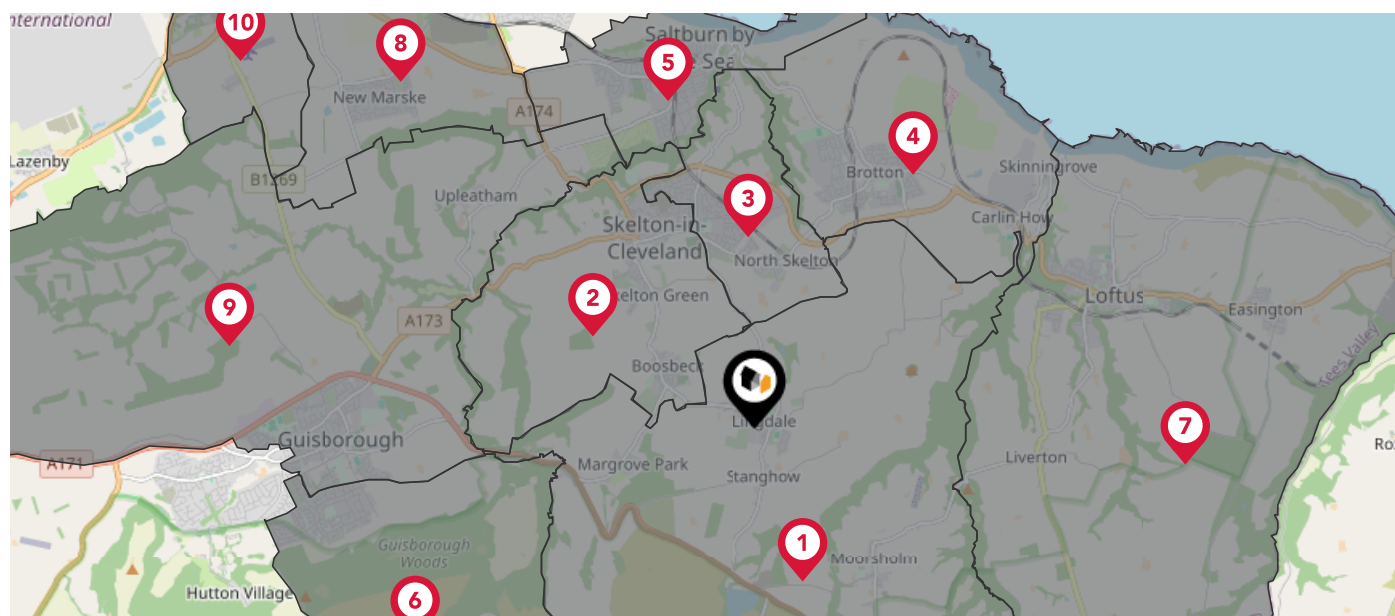 nternational
10
8
5
Saltburn by
Sea
New Marske
A174
4
Lazenby
B1269
Upleatham
Brotton
Skinningrove
3
Carlin How
Skelton-in-
Cleveland
North Skelton
2
kelton Green
9
Loftus
Easington
A173
Tees Valley
Boosbeck
Lingdale
7
Guisborough
A171
Margrove Park
Liverton
Stanghow
1
Moorsholm
Guisborough
Woods
Hutton Village
6